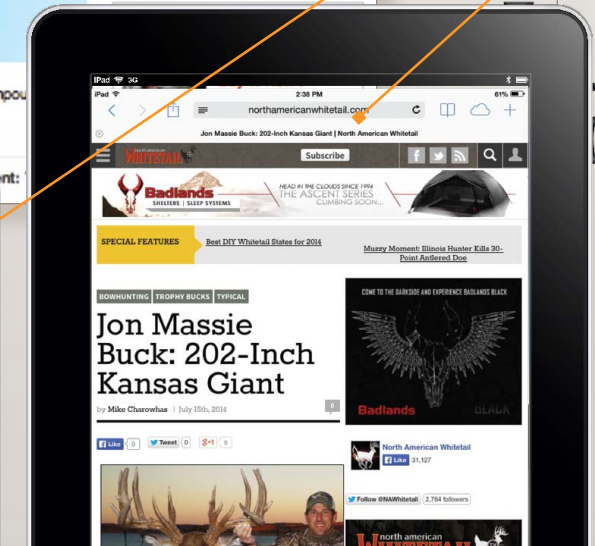 iPad 3G
iPad 2:38 PM 61%
northamericanwhitetail.com
Jon Massie Buck: 202-Inch Kansas Giant | North American Whitetail
WHITETAIL
Subscribe
Badlands
SHELTERS | SLEEP SYSTEMS
HEAD IN THE CLOUDS SINCE 1994
THE ASCENT SERIES
CLIMBING SOON...
SPECIAL FEATURES
Best DIY Whitetail States for 2014
Muzzy Moment: Illinois Hunter Kills 30-
Point Antlered Doe
BOWHUNTING TROPHY BUCKS TYPICAL
Jon Massie
Buck: 202-Inch
Kansas Giant
by Mike Charowhas | July 15th, 2014
0
Like 0 Tweet 0 g+1 0
COME TO THE DARKSIDE AND EXPERIENCE BADLANDS BLACK
Badlands BLACK
North American Whitetail
Like 31,127
Follow @NAWhitetail 2,764 followers
north american
WHITETAIL
ent: